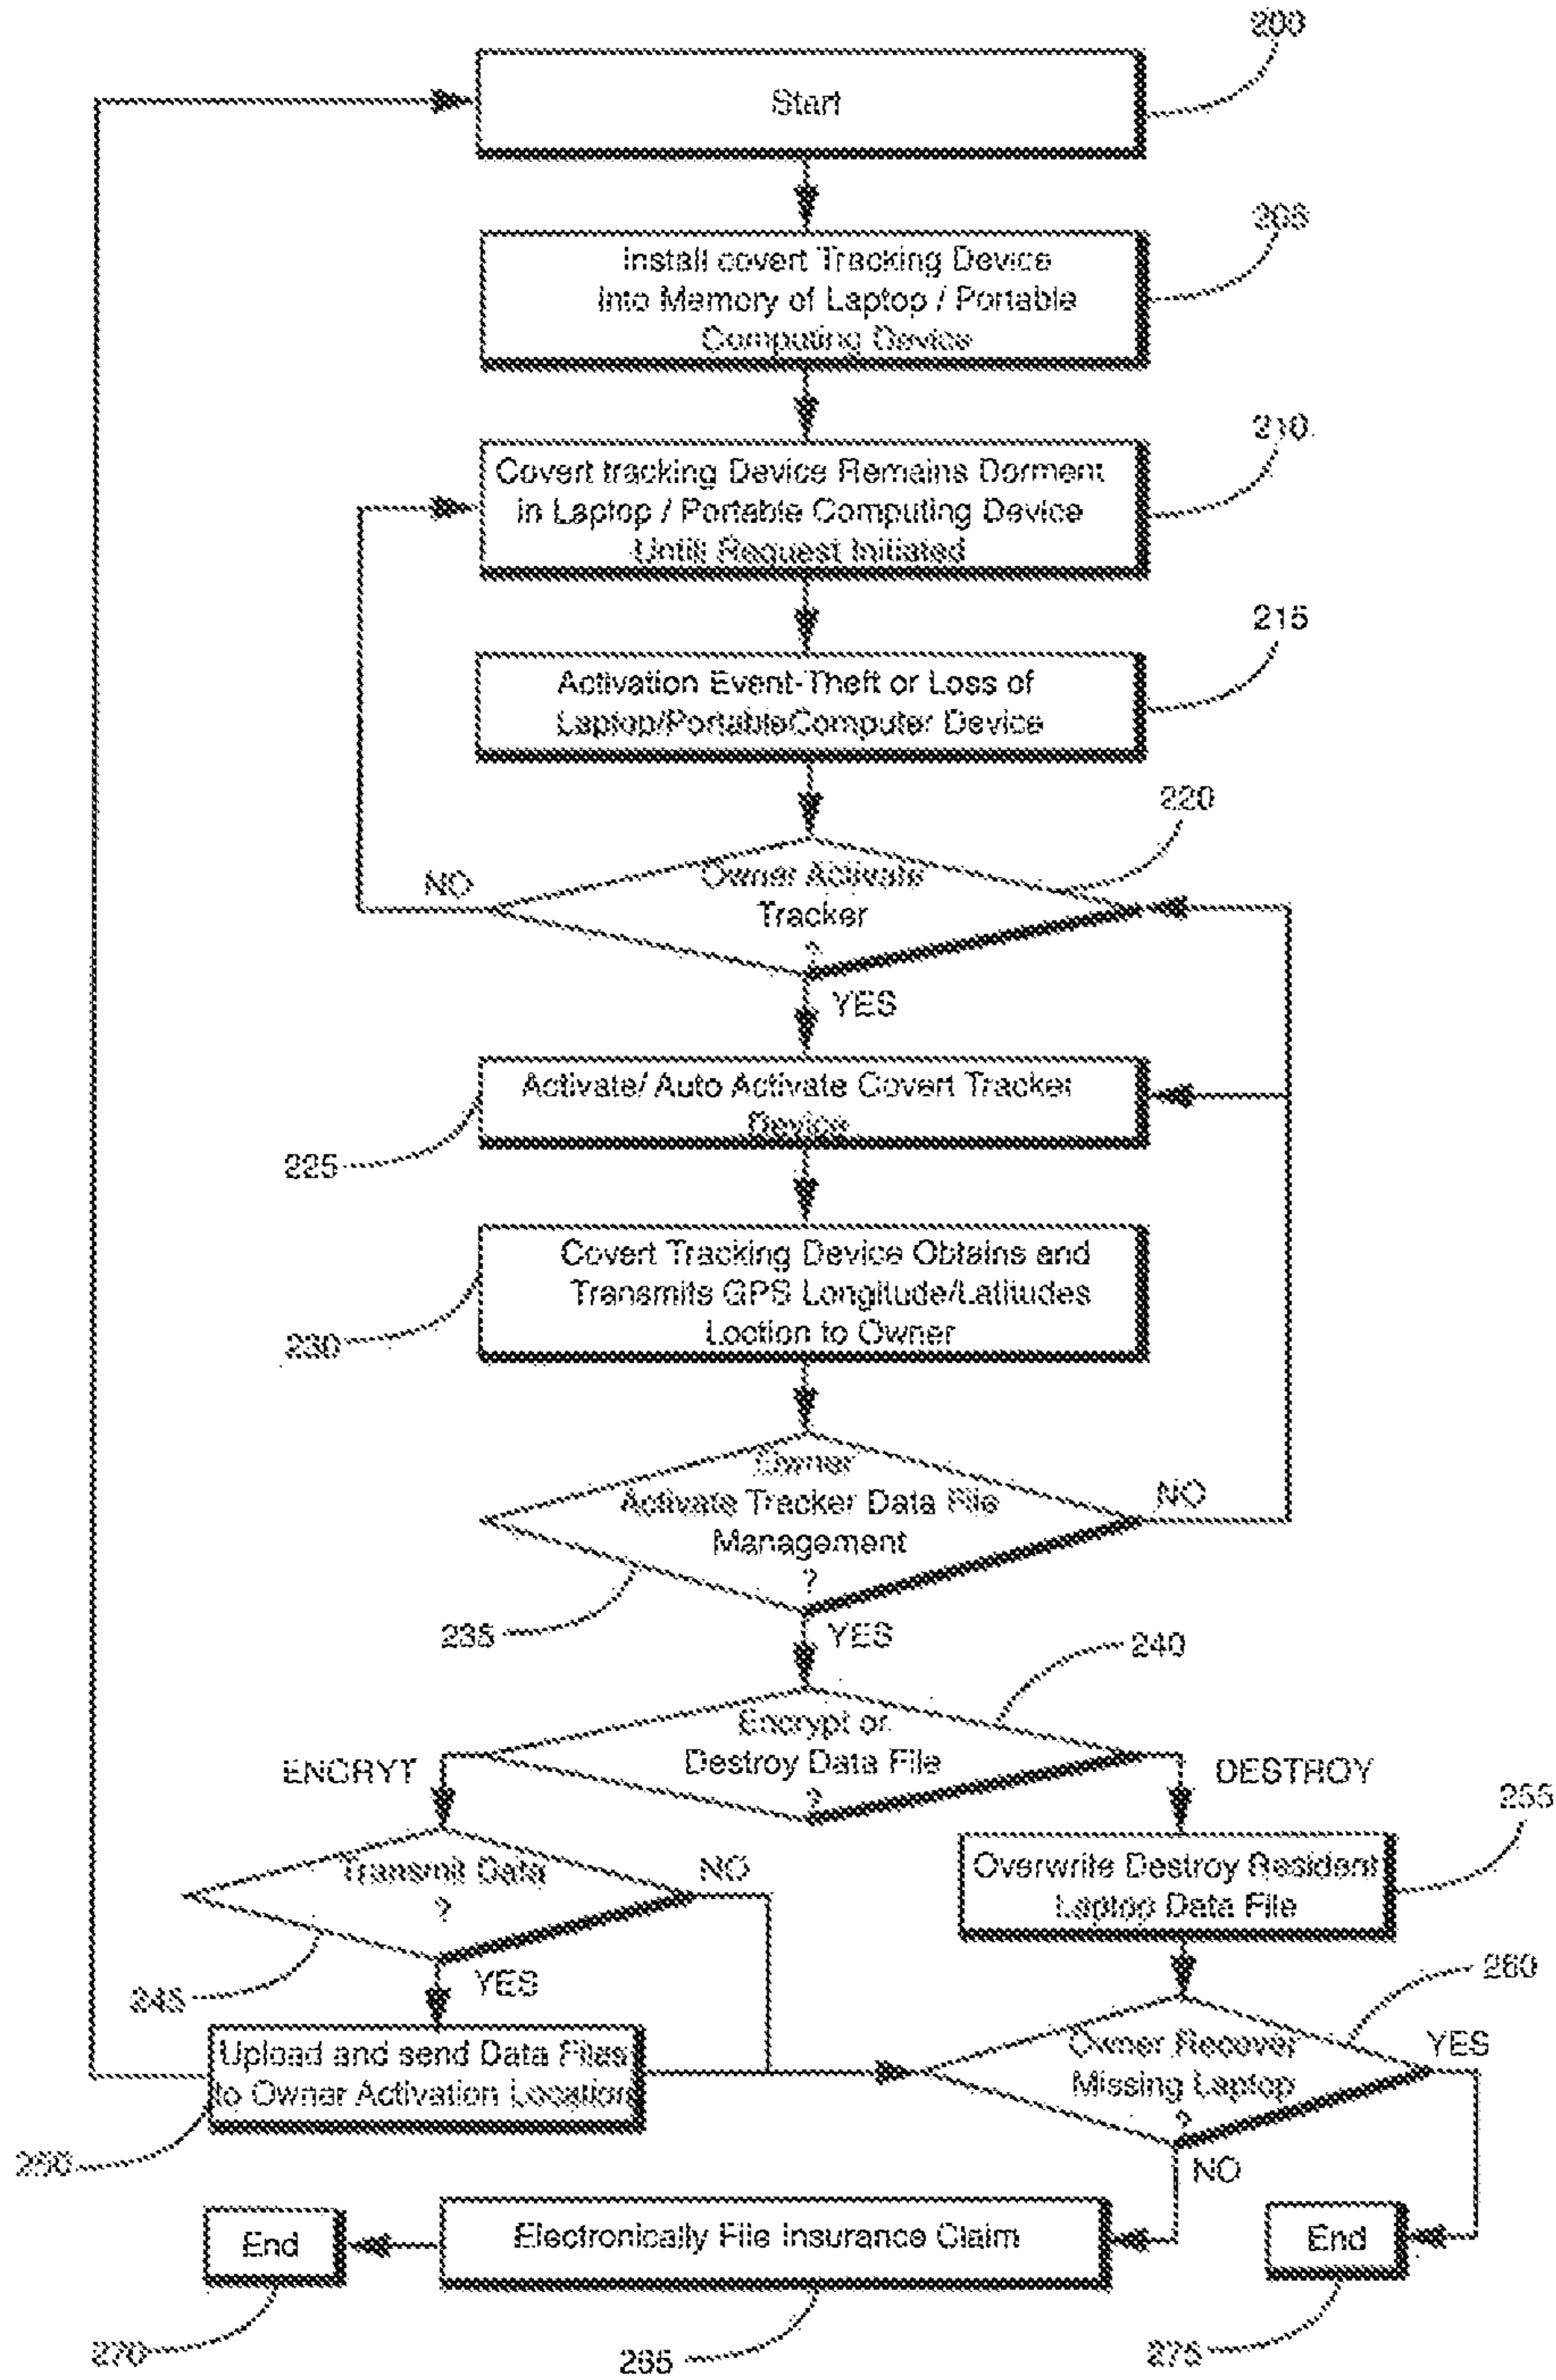 200
Start
205
Install covert Tracking Device
into Memory of Laptop / Portable
Computing Device
210
Covert tracking Device Remains Dorment
in Laptop / Portable Computing Device
Untill Request Initiated
215
Activation Event-Theft or Loss of
Laptop/PortableComputer Device
220
Owner Activate
Tracker
?
NO
YES
Activate/ Auto Activate Covert Tracker
Device
225
Covert Tracking Device Obtains and
Transmits GPS Longitude/Latitudes
Loction to Owner
230
Owner
Activate Tracker Data File
Management
?
NO
235
YES
240
Encrypt or
Destroy Data File
?
ENCRYT
DESTROY
255
Transmit Data
?
NO
Overwrite Destroy Resident
Laptop Data File
245
YES
260
Upload and send Data Files
to Owner Activation Location
Owner Recover
Missing Laptop
?
YES
250
NO
End
Electronically File Insurance Claim
End
270
265
275